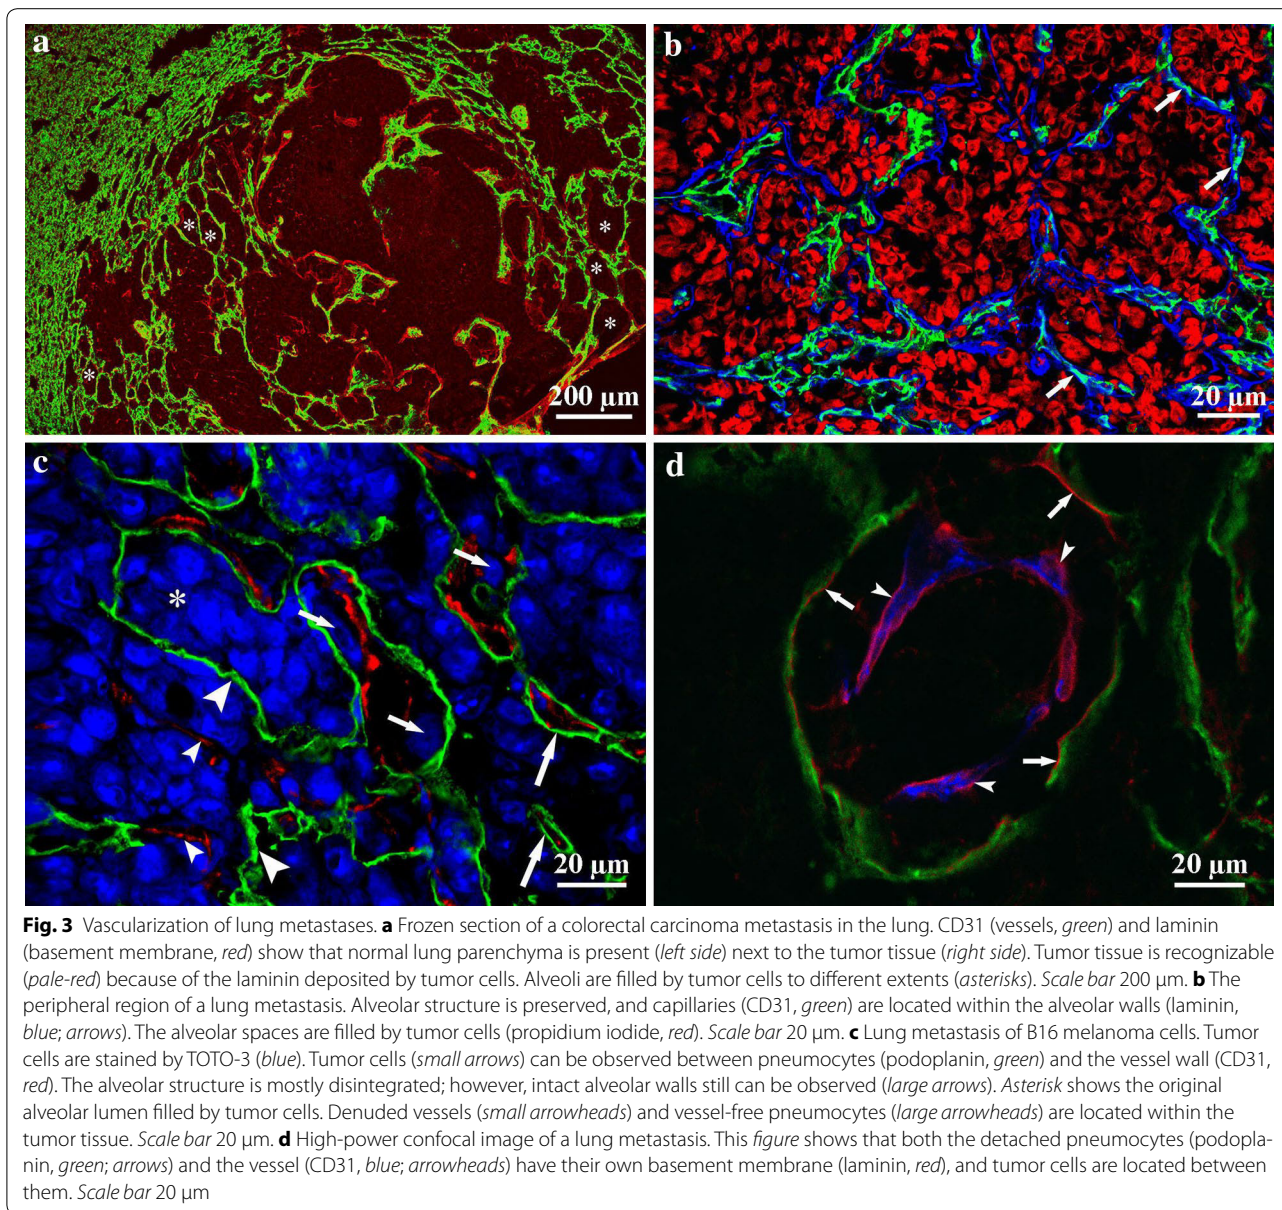 a
b
*
*
*
*
*
*
200 µm
20 µm
c
d
*
20 µm
20 µm
Fig. 3 Vascularization of lung metastases. a Frozen section of a colorectal carcinoma metastasis in the lung. CD31 (vessels, green) and laminin
(basement membrane, red) show that normal lung parenchyma is present (left side) next to the tumor tissue (right side). Tumor tissue is recognizable
(pale-red) because of the laminin deposited by tumor cells. Alveoli are filled by tumor cells to different extents (asterisks). Scale bar 200 µm. b The
peripheral region of a lung metastasis. Alveolar structure is preserved, and capillaries (CD31, green) are located within the alveolar walls (laminin,
blue; arrows). The alveolar spaces are filled by tumor cells (propidium iodide, red). Scale bar 20 µm. c Lung metastasis of B16 melanoma cells. Tumor
cells are stained by TOTO-3 (blue). Tumor cells (small arrows) can be observed between pneumocytes (podoplanin, green) and the vessel wall (CD31,
red). The alveolar structure is mostly disintegrated; however, intact alveolar walls still can be observed (large arrows). Asterisk shows the original
alveolar lumen filled by tumor cells. Denuded vessels (small arrowheads) and vessel-free pneumocytes (large arrowheads) are located within the
tumor tissue. Scale bar 20 µm. d High-power confocal image of a lung metastasis. This figure shows that both the detached pneumocytes (podopla-
nin, green; arrows) and the vessel (CD31, blue; arrowheads) have their own basement membrane (laminin, red), and tumor cells are located between
them. Scale bar 20 µm